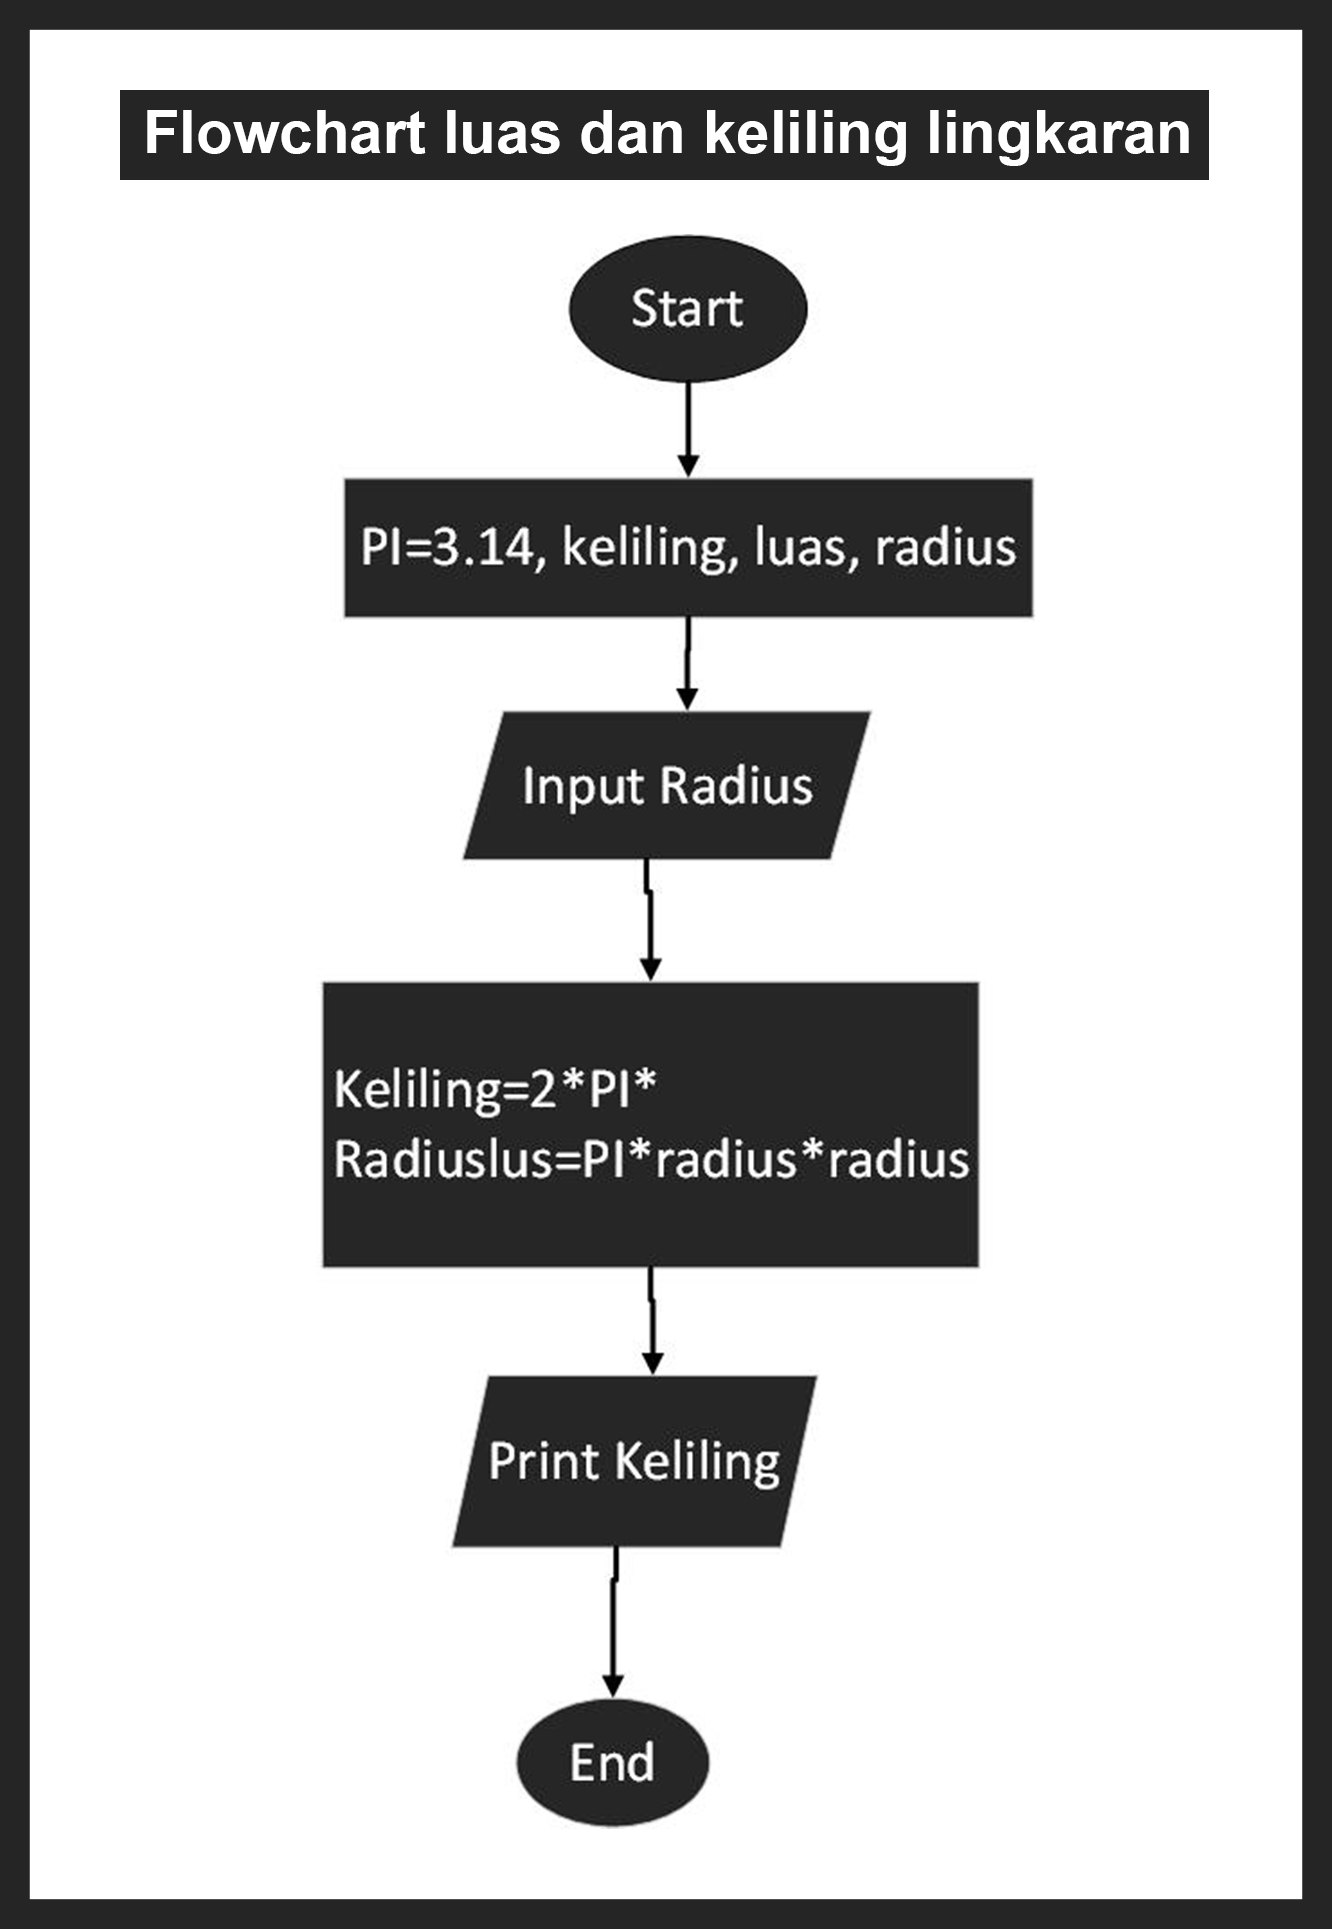 Flowchart luas dan keliling lingkaran
Start
PI=3.14, keliling, luas, radius
Input Radius
Keliling=2*PI*
Radiuslus=PI*radius*radius
Print Keliling
End